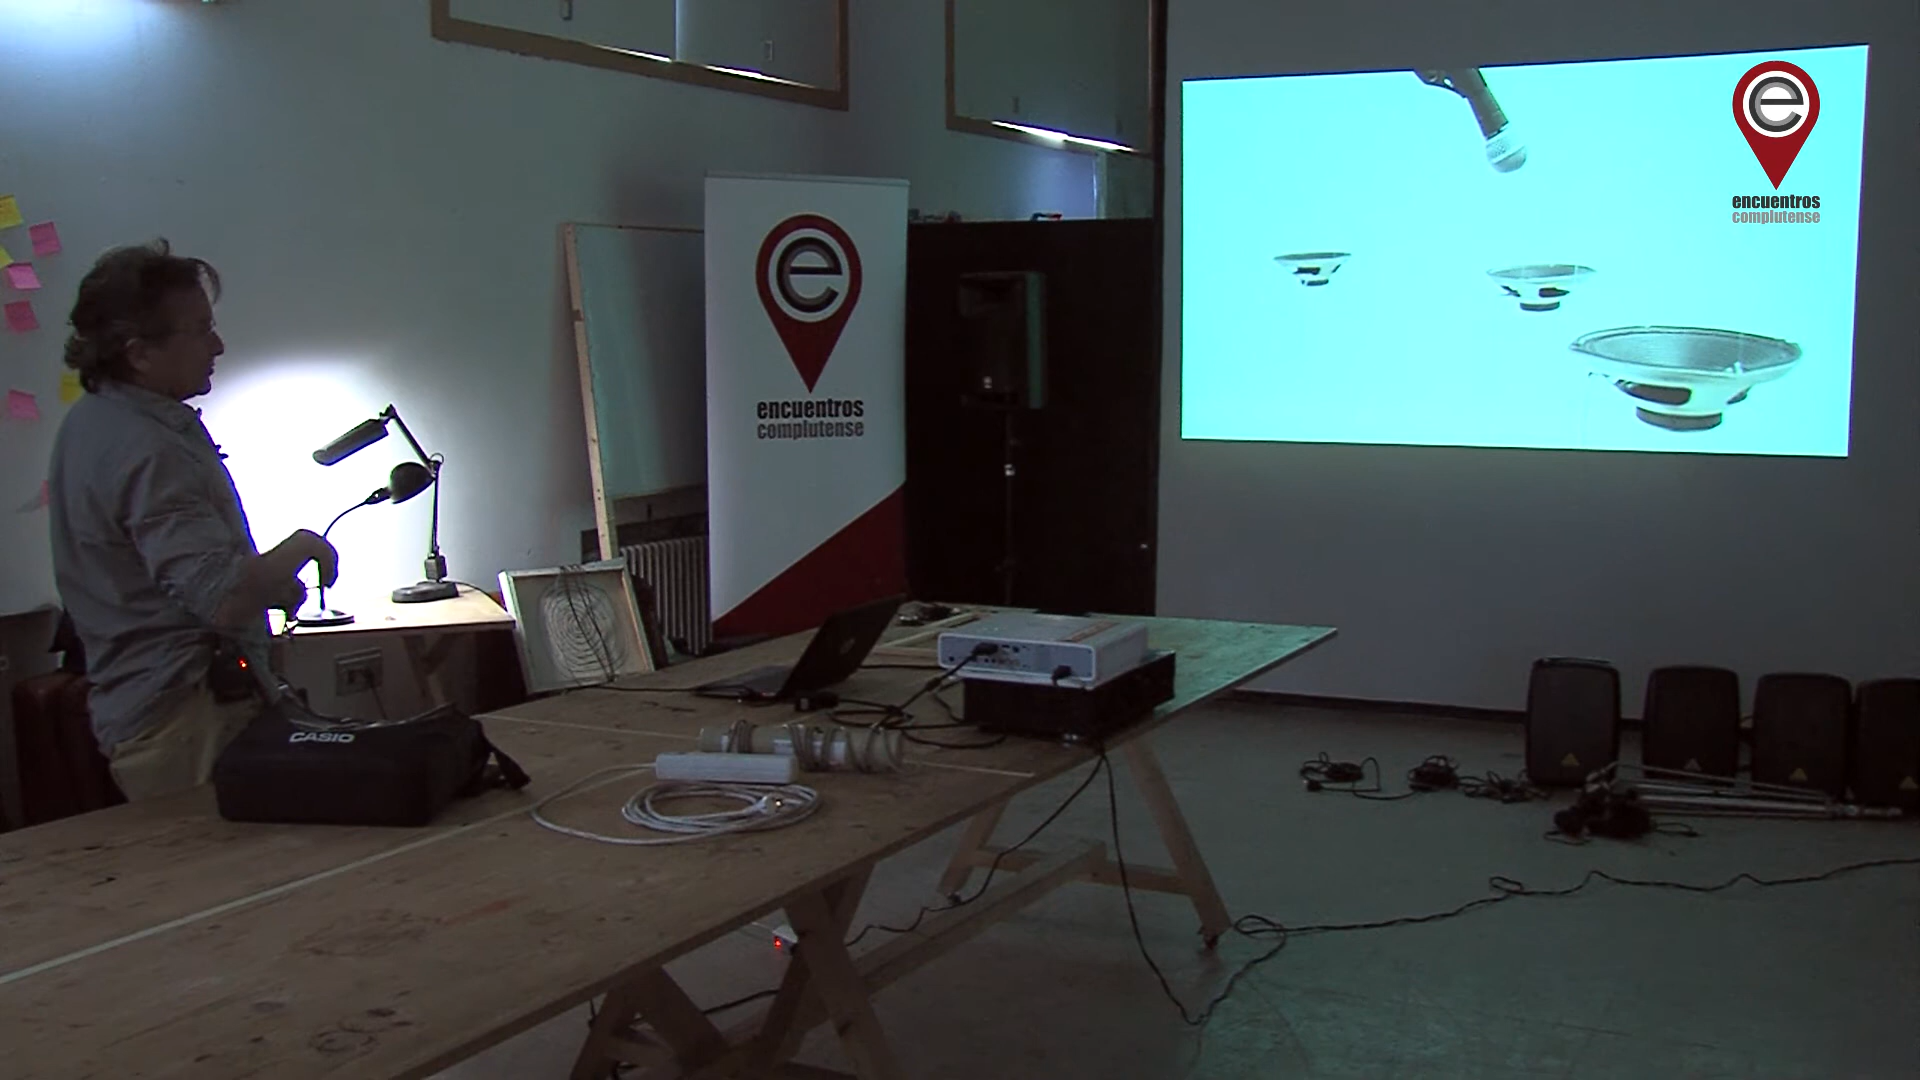 encuentros
complutense
e
encuentros
complutense
e
CASIO